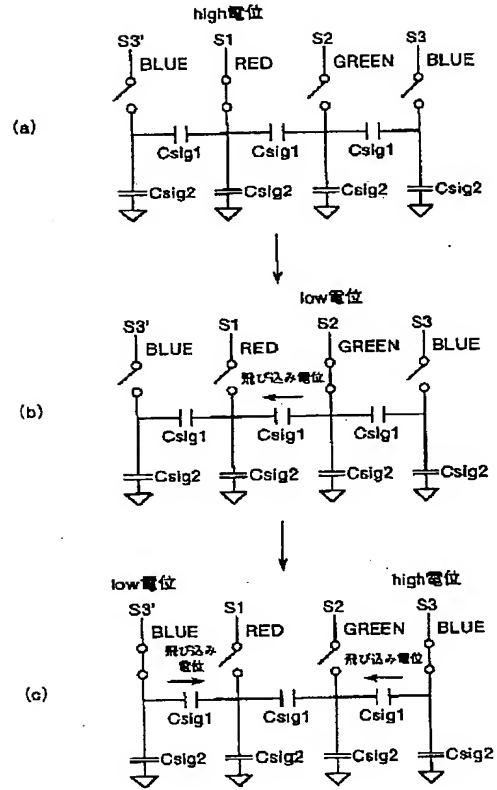 high電位
S3' S1 S2 S3
BLUE RED GREEN BLUE
(a)
Csig1 Csig1 Csig1
Csig2 Csig2 Csig2 Csig2
low電位
S3' S1 S2 S3
BLUE RED GREEN BLUE
飛び込み電位
(b)
Csig1 Csig1 Csig1
Csig2 Csig2 Csig2 Csig2
low電位 high電位
S3' S1 S2 S3
BLUE RED GREEN BLUE
飛び込み 飛び込み電位
電位
(c)
Csig1 Csig1 Csig1
Csig2 Csig2 Csig2 Csig2